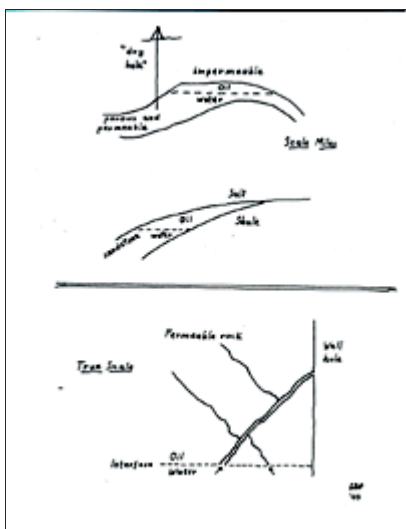 "dry
hole"
impermeable
Oil
water
porous and
permeable
Scale Miles
Salt
Oil
Shale
sandstone
water
Permeable rock
Well
hole
True Scale
Interface
Oil
Water